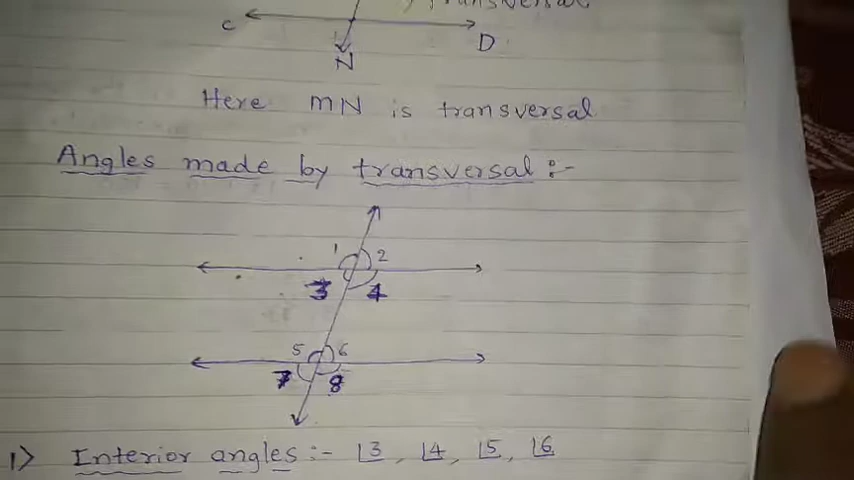 transversal
C
D
N
Here MN is transversal
Angles made by transversal :-
1 2
3 4
5 6
7 8
1) Interior angles :- ∠3, ∠4, ∠5, ∠6